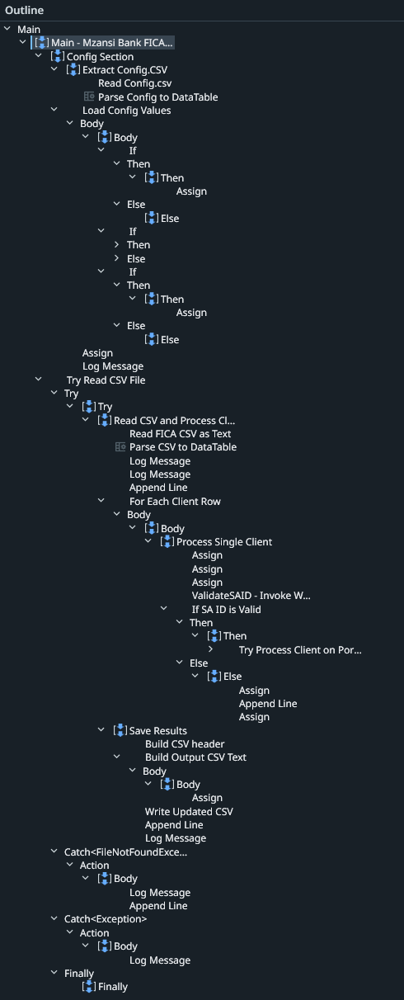 Outline
Main
Main - Mzansi Bank FICA...
Config Section
Extract Config.CSV
Read Config.csv
Parse Config to DataTable
Load Config Values
Body
Body
If
Then
Then
Assign
Else
Else
If
Then
Else
If
Then
Then
Assign
Else
Else
Assign
Log Message
Try Read CSV File
Try
Try
Read CSV and Process Cl...
Read FICA CSV as Text
Parse CSV to DataTable
Log Message
Log Message
Append Line
For Each Client Row
Body
Body
Process Single Client
Assign
Assign
Assign
ValidateSAID - Invoke W...
If SA ID is Valid
Then
Then
Try Process Client on Por...
Else
Else
Assign
Append Line
Assign
Save Results
Build CSV header
Build Output CSV Text
Body
Body
Assign
Write Updated CSV
Append Line
Log Message
Catch<FileNotFoundExce...
Action
Body
Log Message
Append Line
Catch<Exception>
Action
Body
Log Message
Finally
Finally